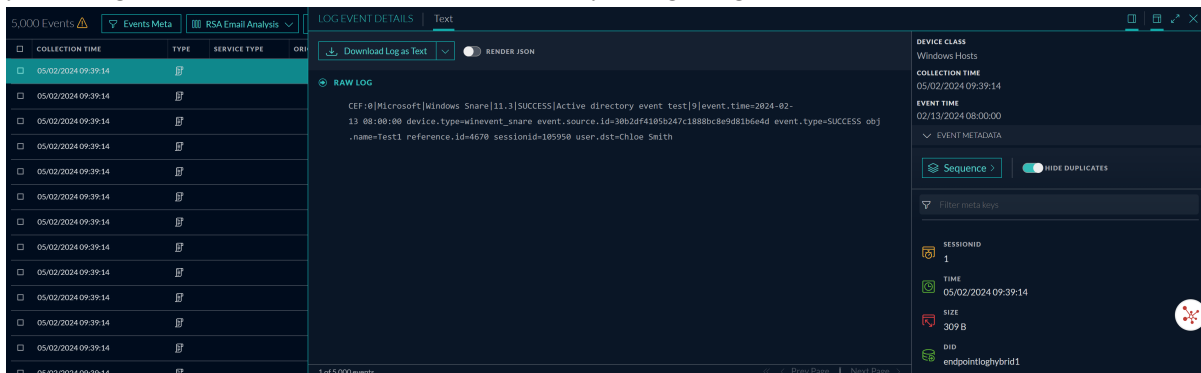 5,000 Events
Events Meta
RSA Email Analysis
LOG EVENT DETAILS
Text
COLLECTION TIME TYPE SERVICE TYPE ORI
05/02/2024 09:39:14
05/02/2024 09:39:14
05/02/2024 09:39:14
05/02/2024 09:39:14
05/02/2024 09:39:14
05/02/2024 09:39:14
05/02/2024 09:39:14
05/02/2024 09:39:14
05/02/2024 09:39:14
05/02/2024 09:39:14
05/02/2024 09:39:14
05/02/2024 09:39:14
05/02/2024 09:39:14
Download Log as Text
RENDER JSON
RAW LOG
CEF:0|Microsoft|Windows Snare|11.3|SUCCESS|Active directory event test|9|event.time=2024-02-
13 08:00:00 device.type=winevent_snare event.source.id=30b2df4105b247c1888bc8e9d81b6e4d event.type=SUCCESS obj
.name=Test1 reference.id=4670 sessionid=105950 user.dst=Chloe Smith
1 of 5,000 events
Prev Page | Next Page
DEVICE CLASS
Windows Hosts
COLLECTION TIME
05/02/2024 09:39:14
EVENT TIME
02/13/2024 08:00:00
EVENT METADATA
Sequence
HIDE DUPLICATES
Filter meta keys
SESSIONID
1
TIME
05/02/2024 09:39:14
SIZE
309 B
DID
endpointloghybrid1